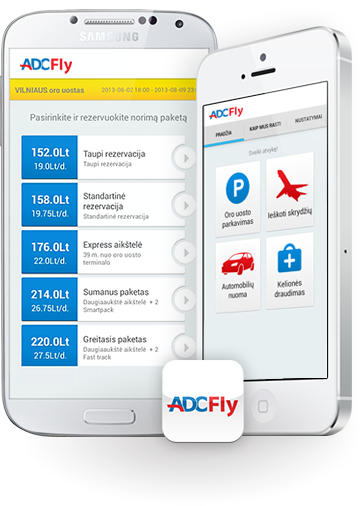 SAMSUNG
ADCFly
VILNIAUS oro uostas 2013-08-02 18:00 - 2013-08-09 23
Pasirinkite ir rezervuokite norimą paketą
152.0Lt
19.0Lt/d.
Taupi rezervacija
Taupi rezervacija
158.0Lt
19.75Lt/d.
Standartinė
rezervacija
Standartinė rezervacija
176.0Lt
22.0Lt/d.
Express aikštelė
39 m. nuo oro uosto
terminalo
214.0Lt
26.75Lt/d.
Sumanus paketas
Daugiaaukštė aikštelė + 2
Smartpack
220.0Lt
27.5Lt/d.
Greitasis paketas
Daugiaaukštė aikštelė + 2
Fast track
ADCFly
PRADŽIA KAIP MUS RASTI NUSTATYMAI
Sveiki atvykę!
P
Oro uosto
parkavimas
Ieškoti skrydžių
Automobilių
nuoma
Kelionės
draudimas
ADCFly